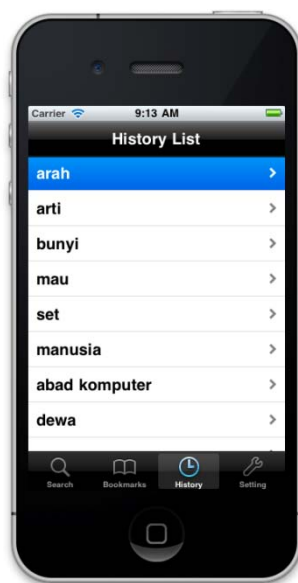 Carrier 9:13 AM
History List
arah
arti
bunyi
mau
set
manusia
abad komputer
dewa
Search Bookmarks History Setting